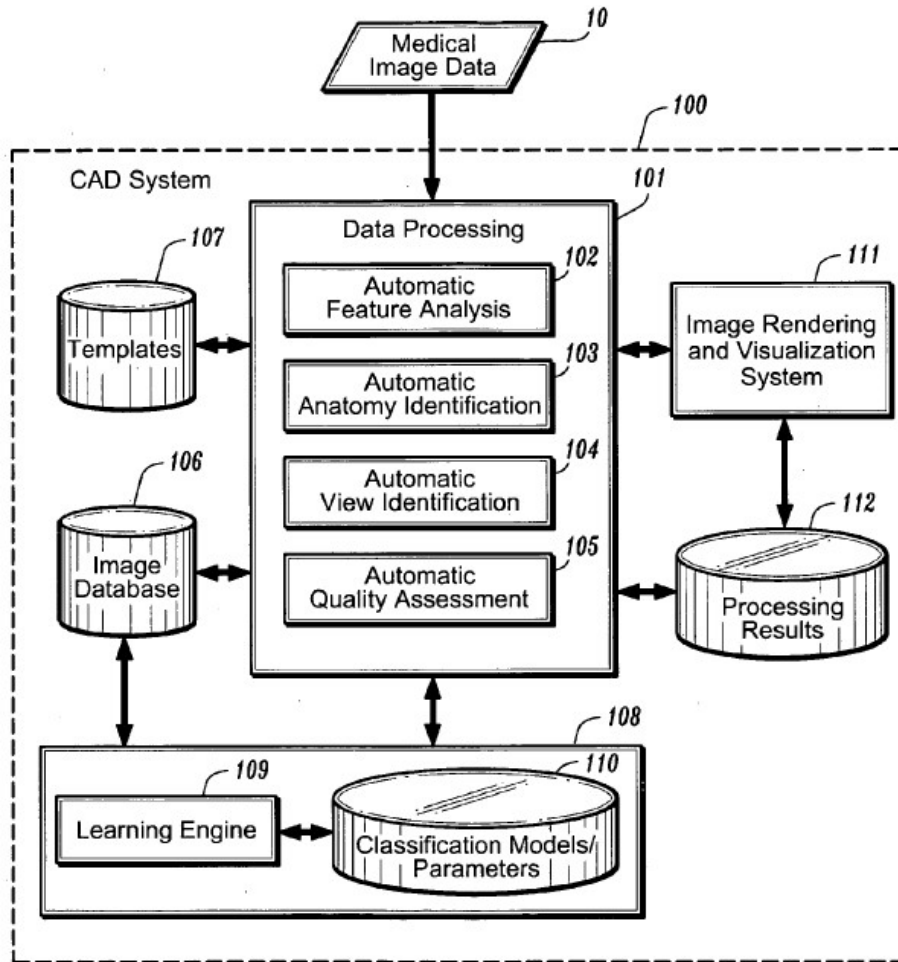 10
Medical
Image Data
100
CAD System
101
107
Data Processing
102
111
Automatic
Feature Analysis
Templates
Image Rendering
and Visualization
System
103
Automatic
Anatomy Identification
106
104
Automatic
View Identification
112
Image
Database
105
Automatic
Quality Assessment
Processing
Results
108
109
110
Learning Engine
Classification Models/
Parameters